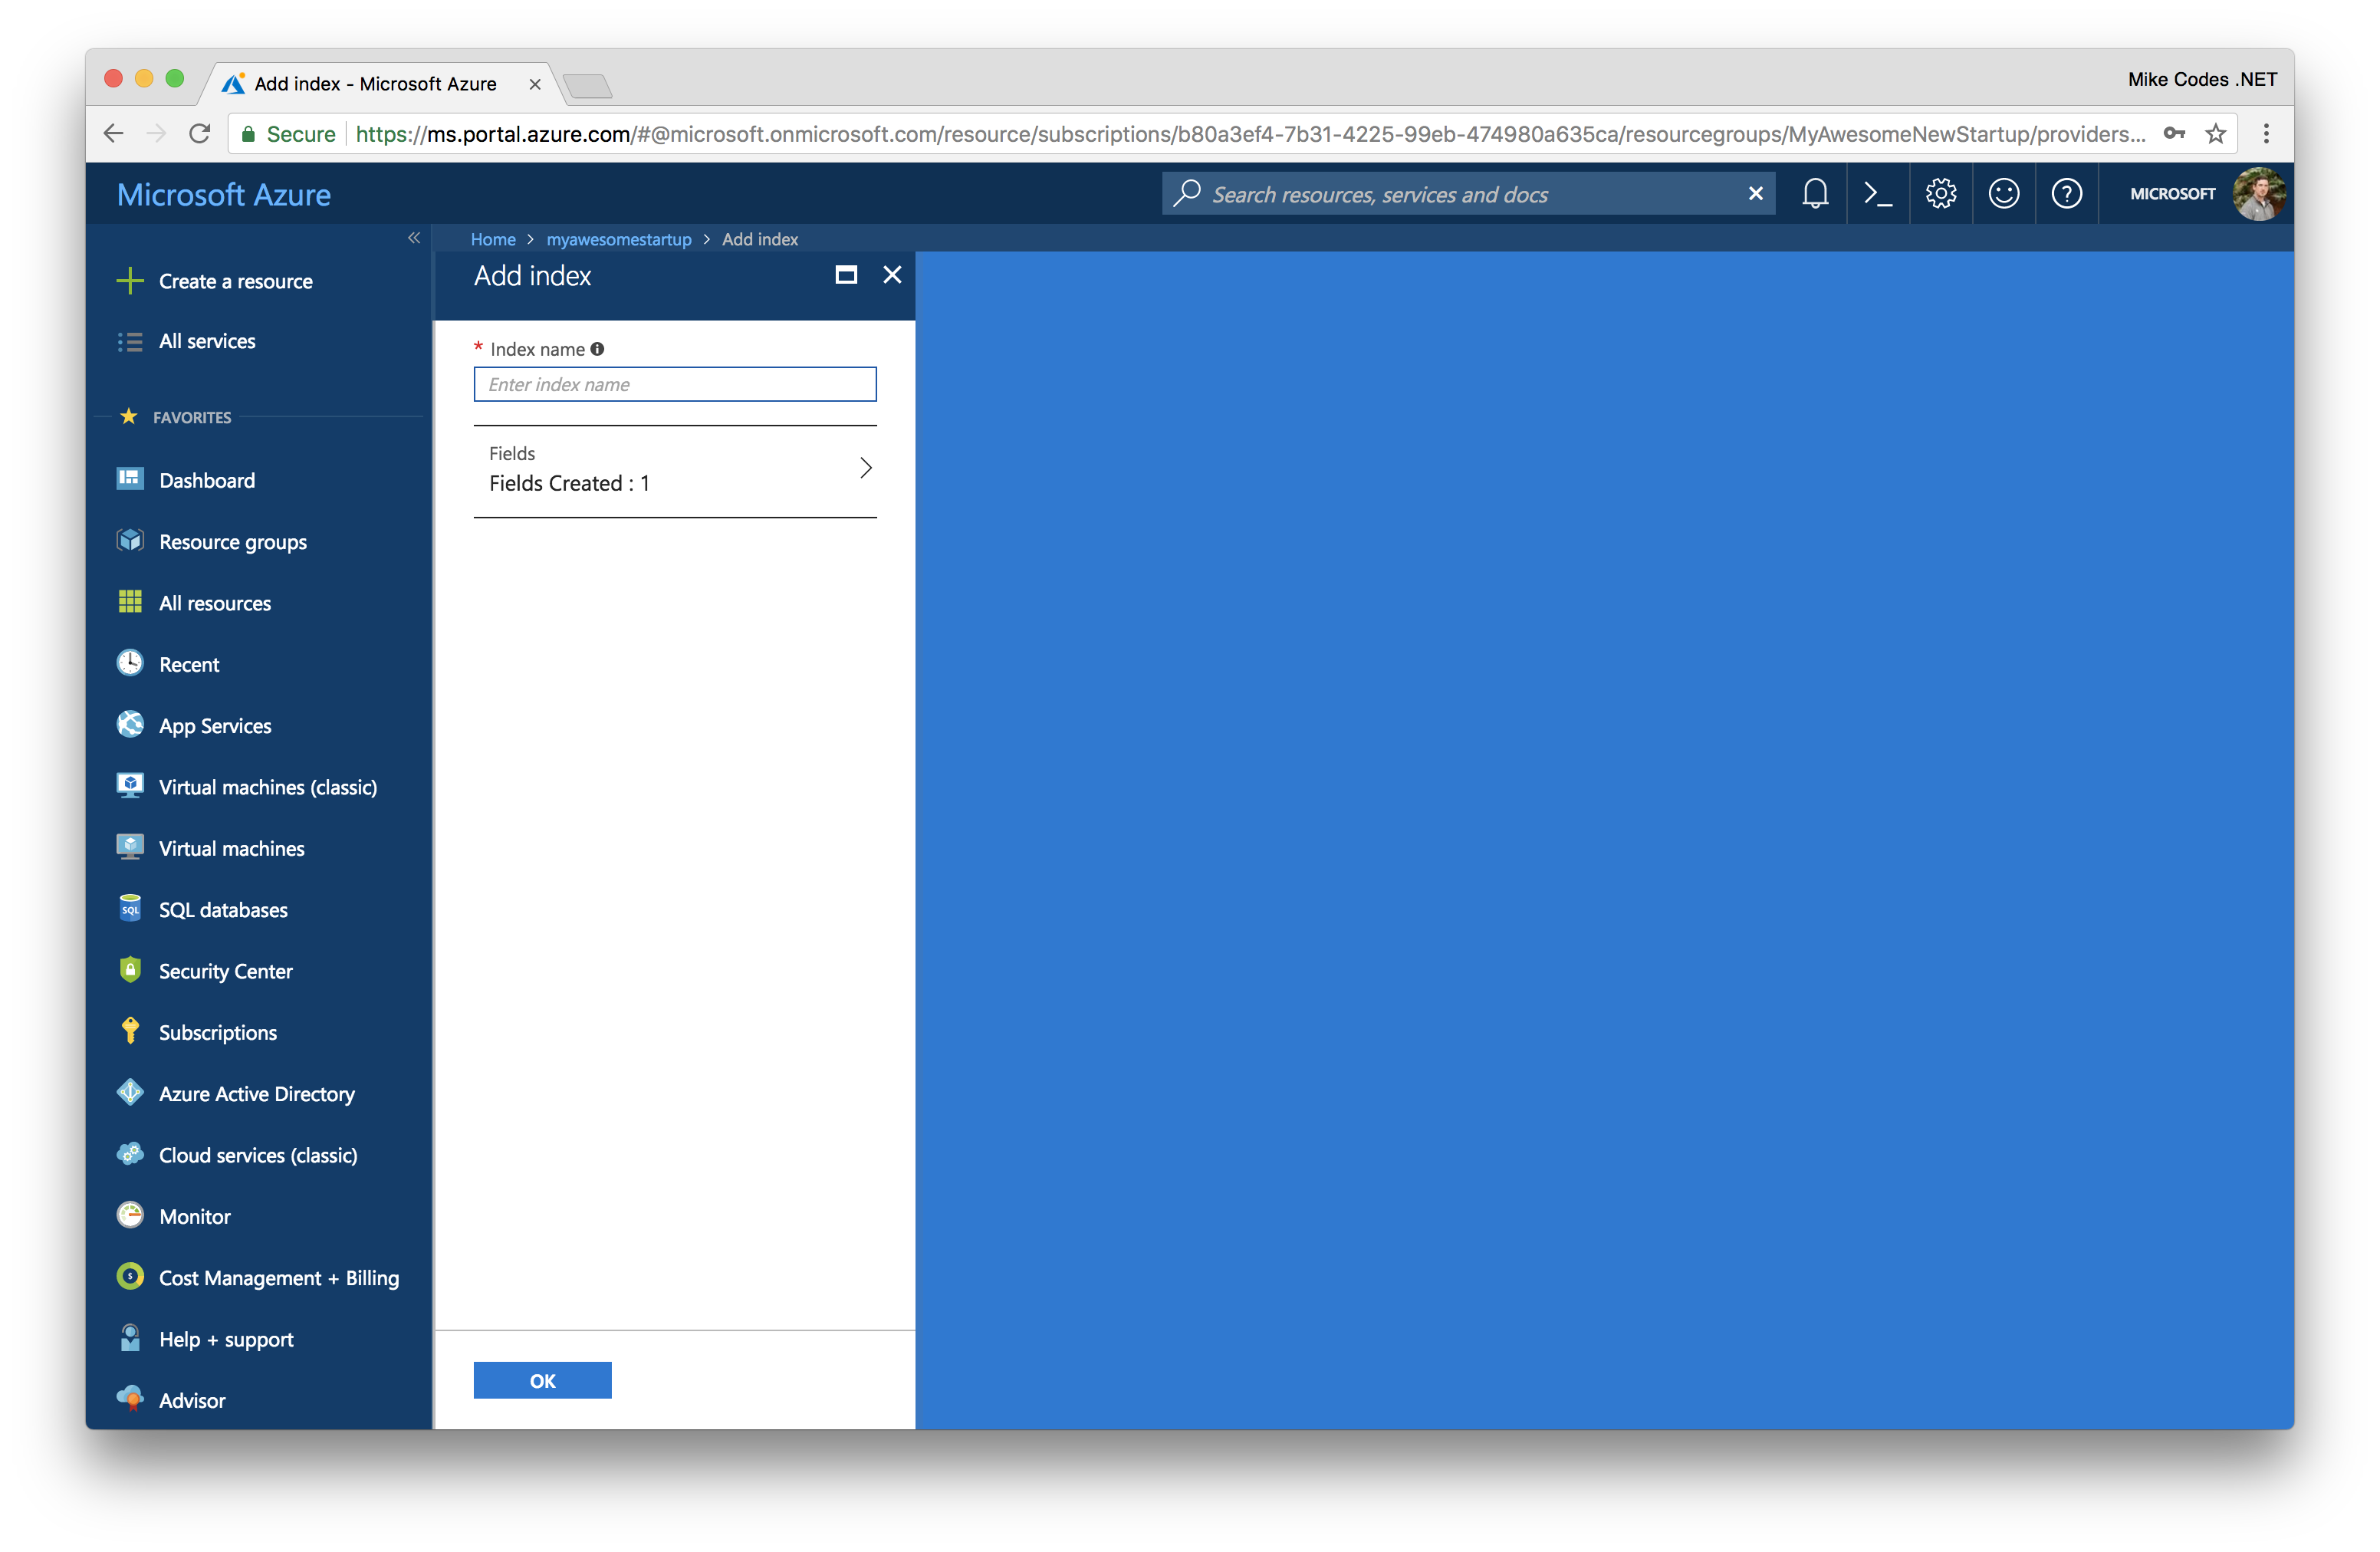 Add index - Microsoft Azure
Mike Codes .NET
Secure https://ms.portal.azure.com/#@microsoft.onmicrosoft.com/resource/subscriptions/b80a3ef4-7b31-4225-99eb-474980a635ca/resourcegroups/MyAwesomeNewStartup/providers...
Microsoft Azure
Search resources, services and docs
MICROSOFT
Home > myawesomestartup > Add index
Create a resource
All services
FAVORITES
Dashboard
Resource groups
All resources
Recent
App Services
Virtual machines (classic)
Virtual machines
SQL
SQL databases
Security Center
Subscriptions
Azure Active Directory
Cloud services (classic)
Monitor
Cost Management + Billing
Help + support
Advisor
Add index
* Index name
Enter index name
Fields
Fields Created : 1
OK